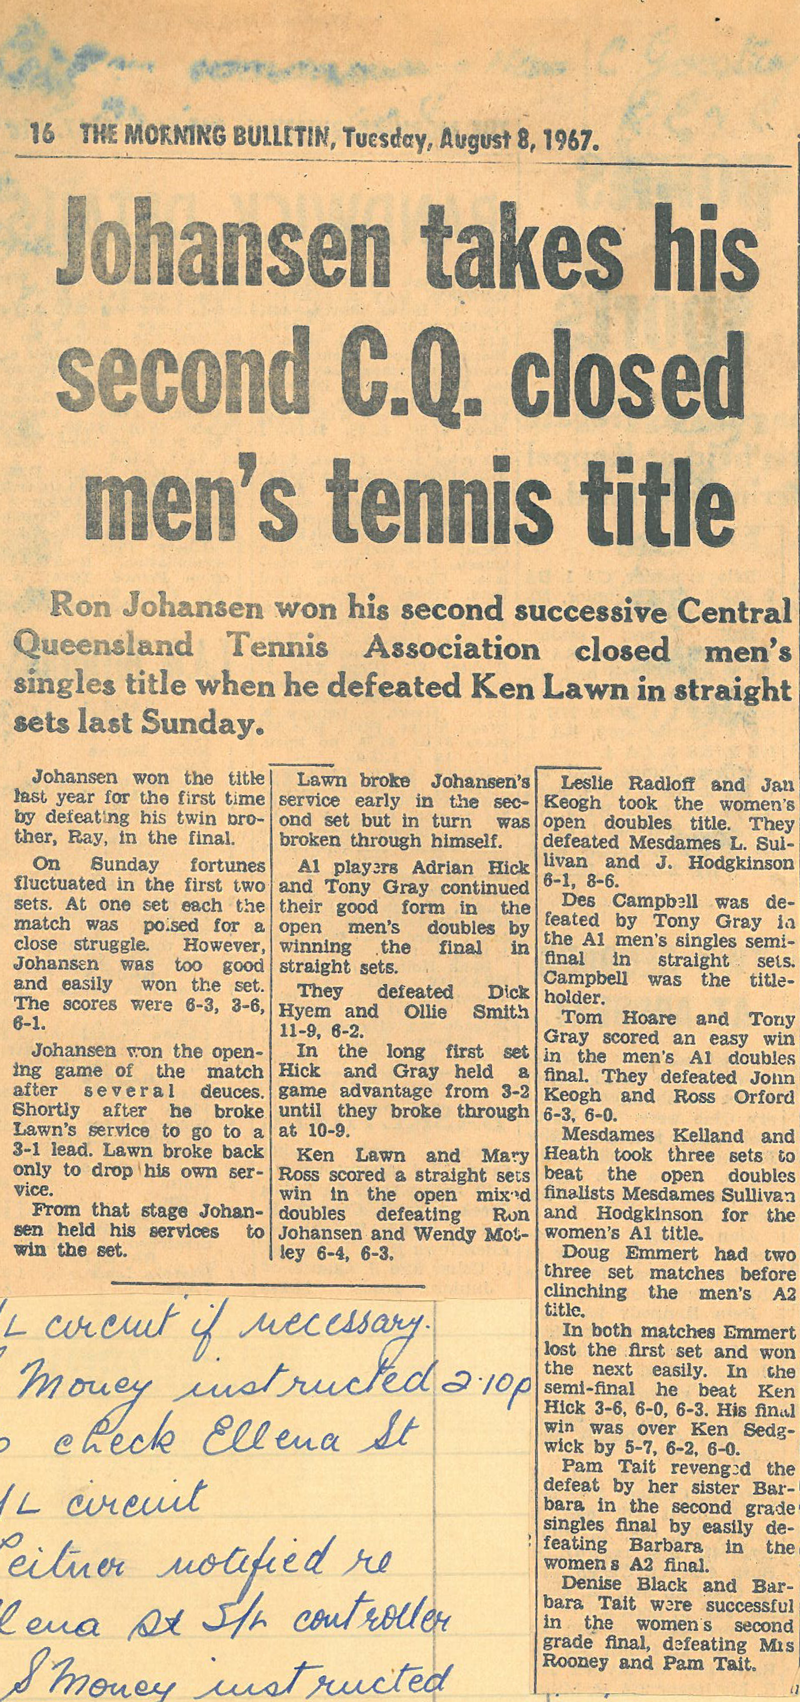 16 THE MORNING BULLETIN, Tuesday, August 8, 1967.
Johansen takes his
second C.Q. closed
men's tennis title
Ron Johansen won his second successive Central
Queensland Tennis Association closed men's
singles title when he defeated Ken Lawn in straight
sets last Sunday.
Johansen won the title
last year for the first time
by defeating his twin bro-
ther, Ray, in the final.
On Sunday fortunes
fluctuated in the first two
sets. At one set each the
match was poised for a
close struggle. However,
Johansen was too good
and easily won the set.
The scores were 6-3, 3-6,
6-1.
Johansen won the open-
ing game of the match
after several deuces.
Shortly after he broke
Lawn's service to go to a
3-1 lead. Lawn broke back
only to drop his own ser-
vice.
From that stage Johan-
sen held his services to
win the set.
Lawn broke Johansen's
service early in the sec-
ond set but in turn was
broken through himself.
A1 players Adrian Hick
and Tony Gray continued
their good form in the
open men's doubles by
winning the final in
straight sets.
They defeated Dick
Hyem and Ollie Smith
11-9, 6-2.
In the long first set
Hick and Gray held a
game advantage from 3-2
until they broke through
at 10-9.
Ken Lawn and Mary
Ross scored a straight sets
win in the open mixed
doubles defeating Ron
Johansen and Wendy Mot-
ley 6-4, 6-3.
Leslie Radloff and Jan
Keogh took the women's
open doubles title. They
defeated Mesdames L. Sul-
livan and J. Hodgkinson
6-1, 8-6.
Des Campbell was de-
feated by Tony Gray in
the A1 men's singles semi-
final in straight sets.
Campbell was the title-
holder.
Tom Hoare and Tony
Gray scored an easy win
in the men's A1 doubles
final. They defeated John
Keogh and Ross Orford
6-3, 6-0.
Mesdames Kelland and
Heath took three sets to
beat the open doubles
finalists Mesdames Sullivan
and Hodgkinson for the
women's A1 title.
Doug Emmert had two
three set matches before
clinching the men's A2
title.
In both matches Emmert
lost the first set and won
the next easily. In the
semi-final he beat Ken
Hick 3-6, 6-0, 6-3. His final
win was over Ken Sedg-
wick by 5-7, 6-2, 6-0.
Pam Tait revenged the
defeat by her sister Bar-
bara in the second grade
singles final by easily de-
feating Barbara in the
womens A2 final.
Denise Black and Bar-
bara Tait were successful
in the women's second
grade final, defeating Mrs
Rooney and Pam Tait.
/L circuit if necessary.
Money instructed 2.10p
check Ellena St
/L circuit
eitner notified re
lena St S/L controller
S Money instructed